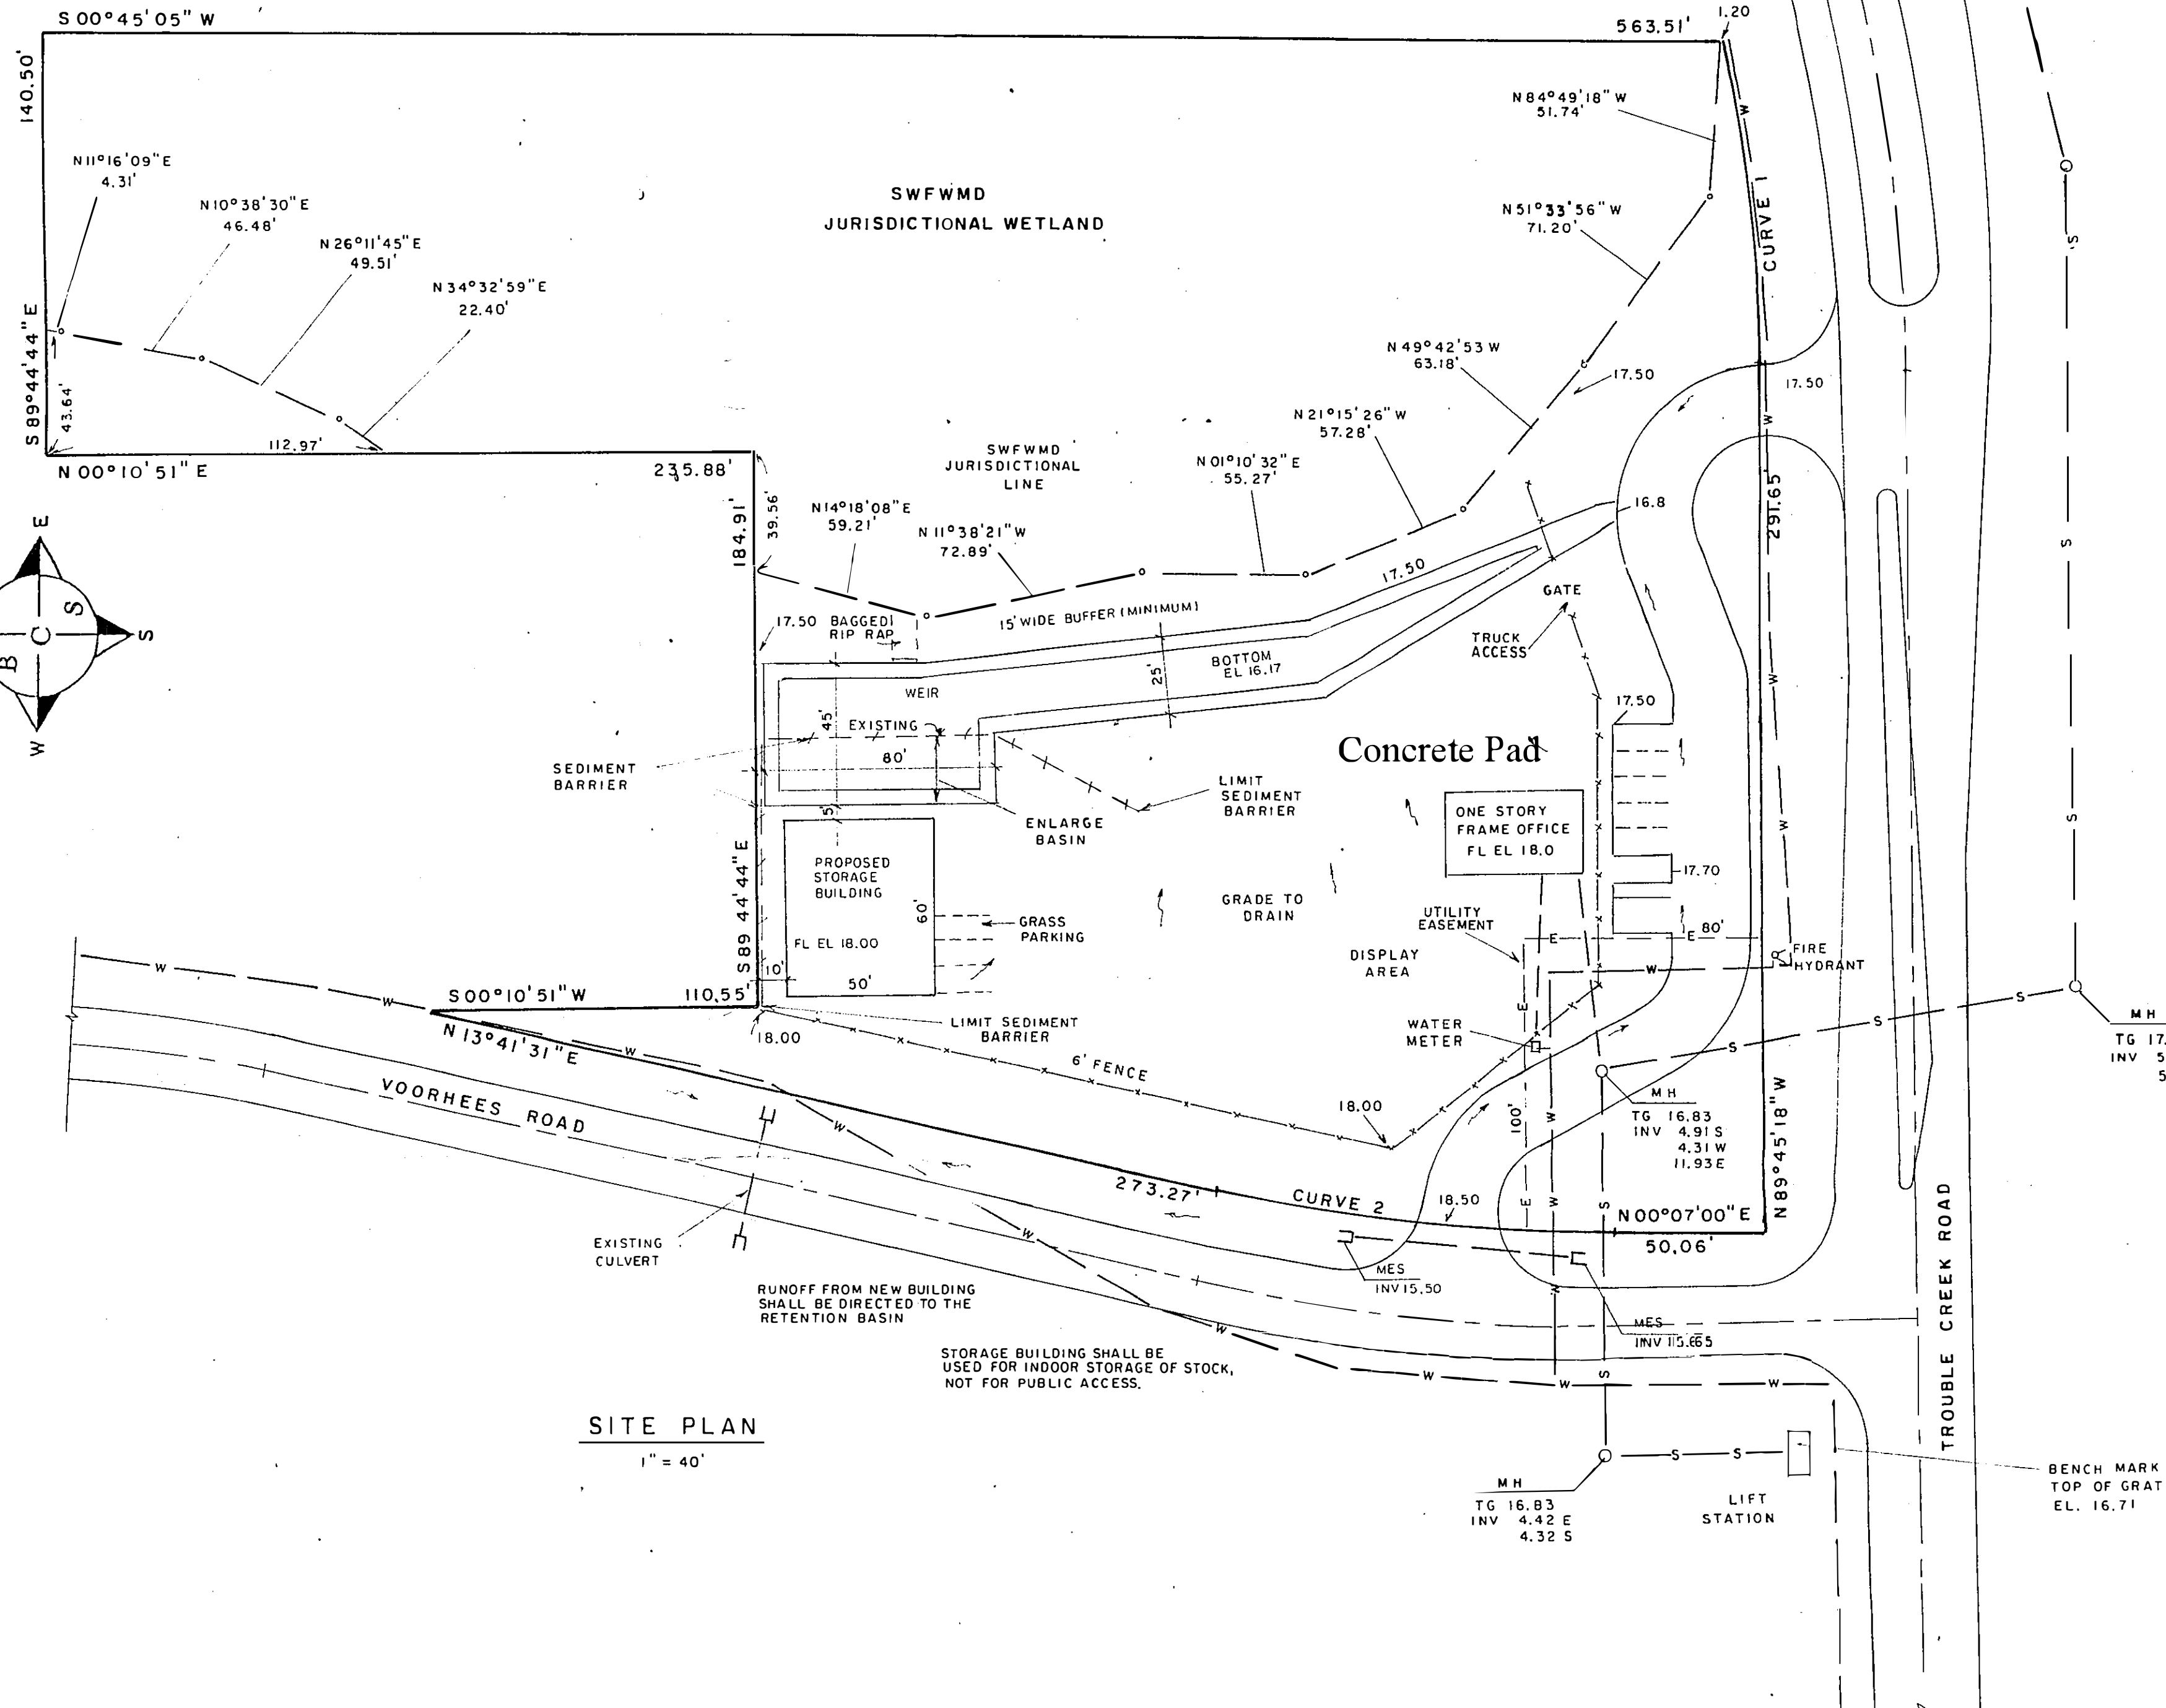 S 00°45'05" W
563.51'
1.20
140.50'
N 84°49'18" W
51.74'
N 11°16'09" E
4.31'
N 10°38'30" E
46.48'
N 26°11'45" E
49.51'
N 34°32'59" E
22.40'
SWFWMD
JURISDICTIONAL WETLAND
N 51°33'56" W
71.20'
CURVE 1
S 89°44'44" E
43.64'
112.97'
N 00°10'51" E
235.88'
N 49°42'53 W
63.18'
17.50
17.50
N 21°15'26" W
57.28'
SWFWMD
JURISDICTIONAL
LINE
N 01°10'32" E
55.27'
184.91'
39.56'
N 14°18'08" E
59.21'
N 11°38'21" W
72.89'
16.8
291.65'
17.50
E
S
S
C
B
W
GATE
15' WIDE BUFFER (MINIMUM)
17.50
BAGGED
RIP RAP
TRUCK
ACCESS
BOTTOM
EL 16.17
25'
WEIR
17.50
45'
EXISTING
Concrete Pad
80'
SEDIMENT
BARRIER
LIMIT
SEDIMENT
BARRIER
ENLARGE
BASIN
5'
ONE STORY
FRAME OFFICE
FL EL 18.0
17.70
PROPOSED
STORAGE
BUILDING
60'
S 89 44'44" E
GRADE TO
DRAIN
GRASS
PARKING
UTILITY
EASEMENT
E
E
80'
FL EL 18.00
DISPLAY
AREA
FIRE
HYDRANT
10'
50'
S 00°10'51" W
110.55'
LIMIT SEDIMENT
BARRIER
18.00
WATER
METER
MH
TG 17.
INV 5
5
N 13°41'31" E
6' FENCE
VOORHEES ROAD
18.00
100'
MH
TG 16.83
INV 4.91 S
4.31 W
11.93 E
N 89°45'18" W
273.27'
CURVE 2
18.50
N 00°07'00" E
50.06'
EXISTING
CULVERT
MES
INV 15.50
RUNOFF FROM NEW BUILDING
SHALL BE DIRECTED TO THE
RETENTION BASIN
MES
STORAGE BUILDING SHALL BE
USED FOR INDOOR STORAGE OF STOCK,
NOT FOR PUBLIC ACCESS.
TROUBLE CREEK ROAD
SITE PLAN
1" = 40'
MH
TG 16.83
INV 4.42 E
4.32 S
LIFT
STATION
BENCH MARK
TOP OF GRAT
EL. 16.71